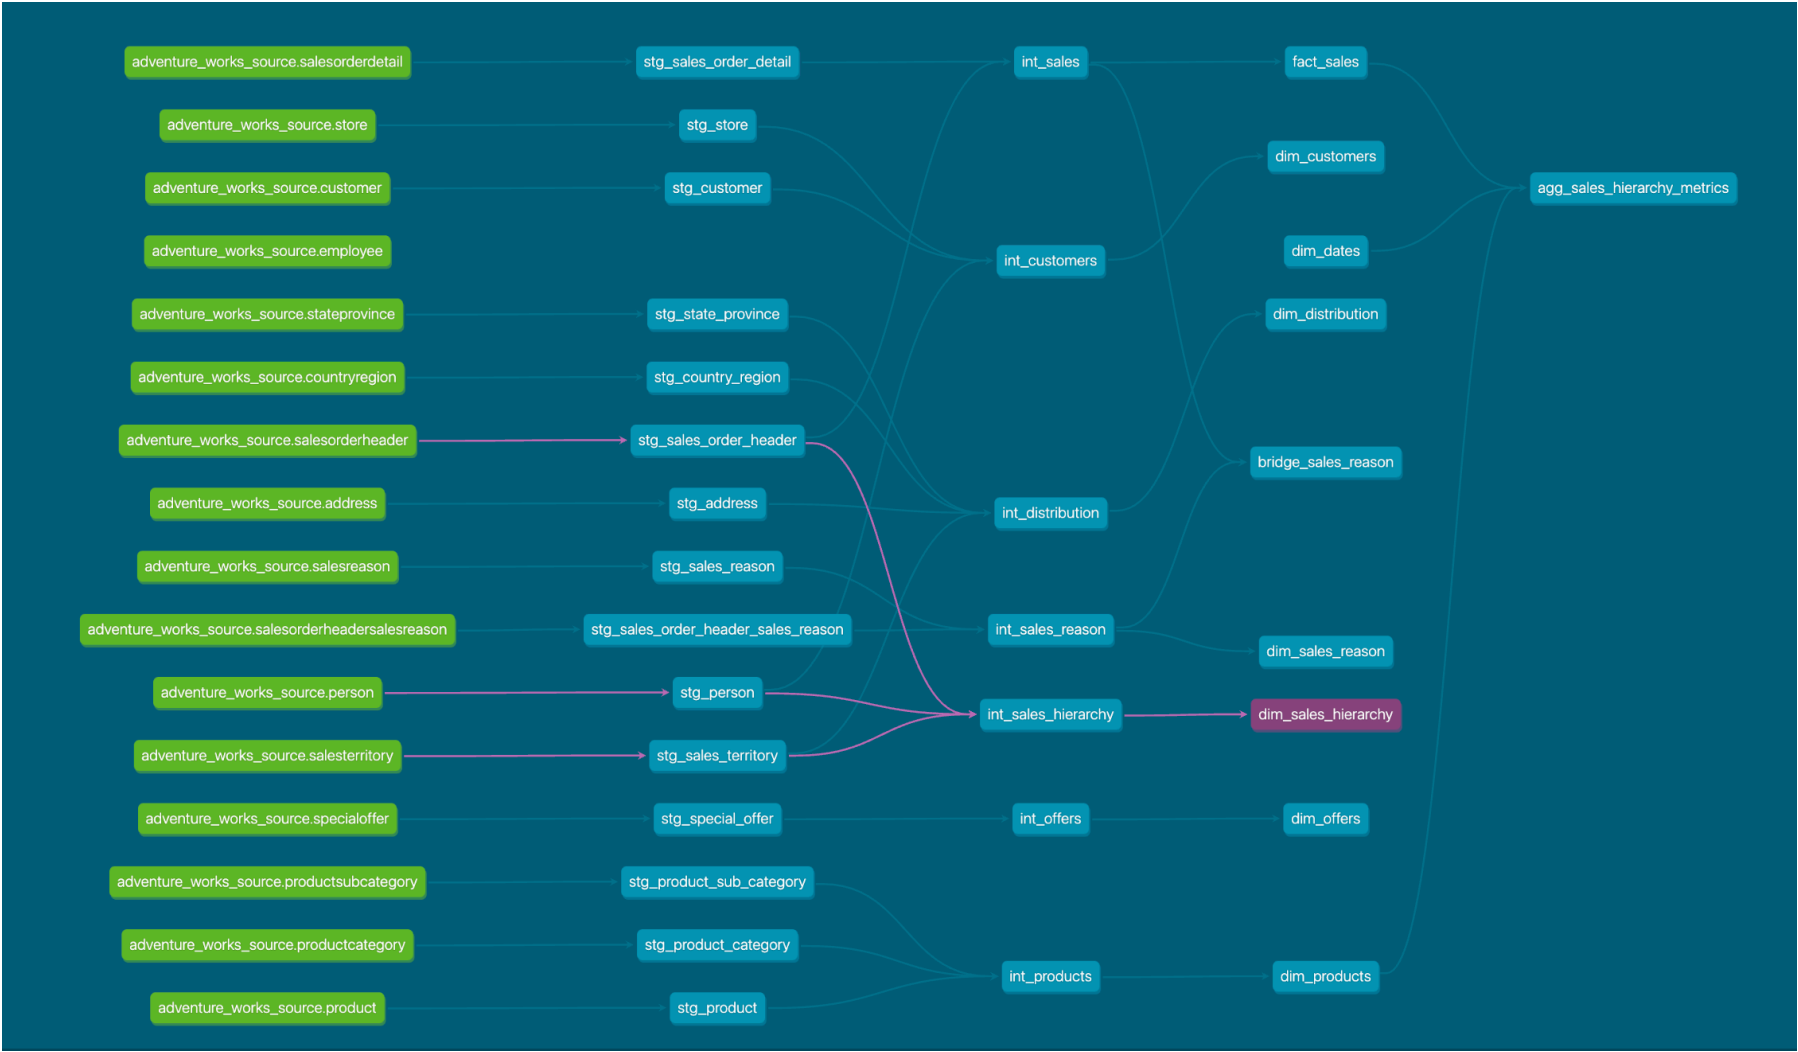 adventure_works_source.salesorderdetail
stg_sales_order_detail
int_sales
fact_sales
adventure_works_source.store
stg_store
dim_customers
adventure_works_source.customer
stg_customer
agg_sales_hierarchy_metrics
adventure_works_source.employee
int_customers
dim_dates
adventure_works_source.stateprovince
stg_state_province
dim_distribution
adventure_works_source.countryregion
stg_country_region
adventure_works_source.salesorderheader
stg_sales_order_header
bridge_sales_reason
adventure_works_source.address
stg_address
int_distribution
adventure_works_source.salesreason
stg_sales_reason
adventure_works_source.salesorderheadersalesreason
stg_sales_order_header_sales_reason
int_sales_reason
dim_sales_reason
adventure_works_source.person
stg_person
int_sales_hierarchy
dim_sales_hierarchy
adventure_works_source.salesterritory
stg_sales_territory
adventure_works_source.specialoffer
stg_special_offer
int_offers
dim_offers
adventure_works_source.productsubcategory
stg_product_sub_category
adventure_works_source.productcategory
stg_product_category
int_products
dim_products
adventure_works_source.product
stg_product